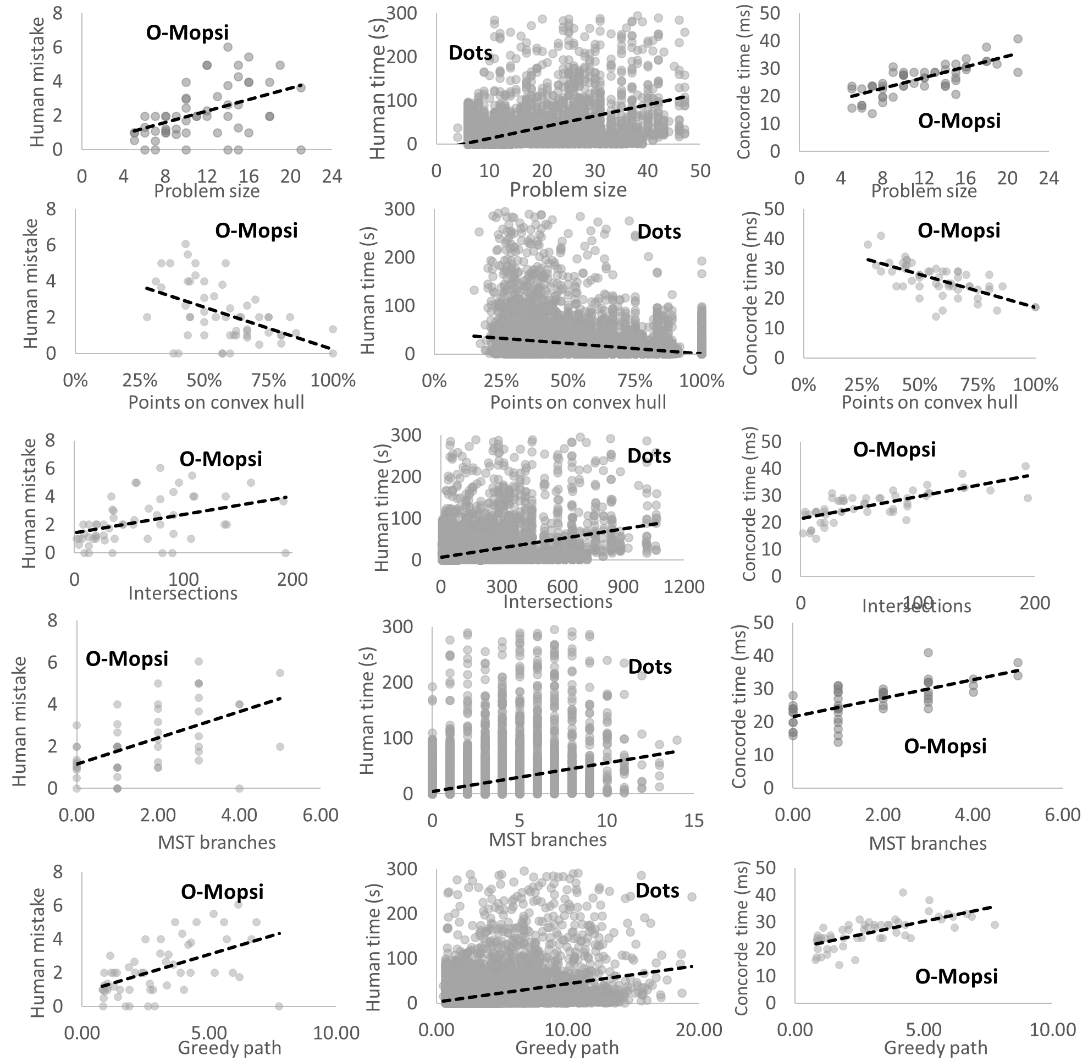 Human mistake
8
6
4
2
0
O-Mopsi
0 4 8 12 16 20 24
Problem size
Human time (s)
300
200
100
0
Dots
0 10 20 30 40 50
Problem size
Concorde time (ms)
50
40
30
20
10
0
O-Mopsi
0 4 8 12 16 20 24
Problem size
Human mistake
8
6
4
2
0
O-Mopsi
0% 25% 50% 75% 100%
Points on convex hull
Human time (s)
300
200
100
0
Dots
0% 25% 50% 75% 100%
Points on convex hull
Concorde time (ms)
50
40
30
20
10
0
O-Mopsi
0% 25% 50% 75% 100%
Points on convex hull
Human mistake
8
6
4
2
0
O-Mopsi
0 100 200
Intersections
Human time (s)
300
200
100
0
Dots
0 300 600 900 1200
Intersections
Concorde time (ms)
50
40
30
20
10
0
O-Mopsi
0 100 200
Intersections
Human mistake
8
6
4
2
0
O-Mopsi
0.00 2.00 4.00 6.00
MST branches
Human time (s)
300
200
100
0
Dots
0 5 10 15
MST branches
Concorde time (ms)
50
40
30
20
10
0
O-Mopsi
0.00 2.00 4.00 6.00
MST branches
Human mistake
8
6
4
2
0
O-Mopsi
0.00 5.00 10.00
Greedy path
Human time (s)
300
200
100
0
Dots
0.00 10.00 20.00
Greedy path
Concorde time (ms)
50
40
30
20
10
0
O-Mopsi
0.00 5.00 10.00
Greedy path